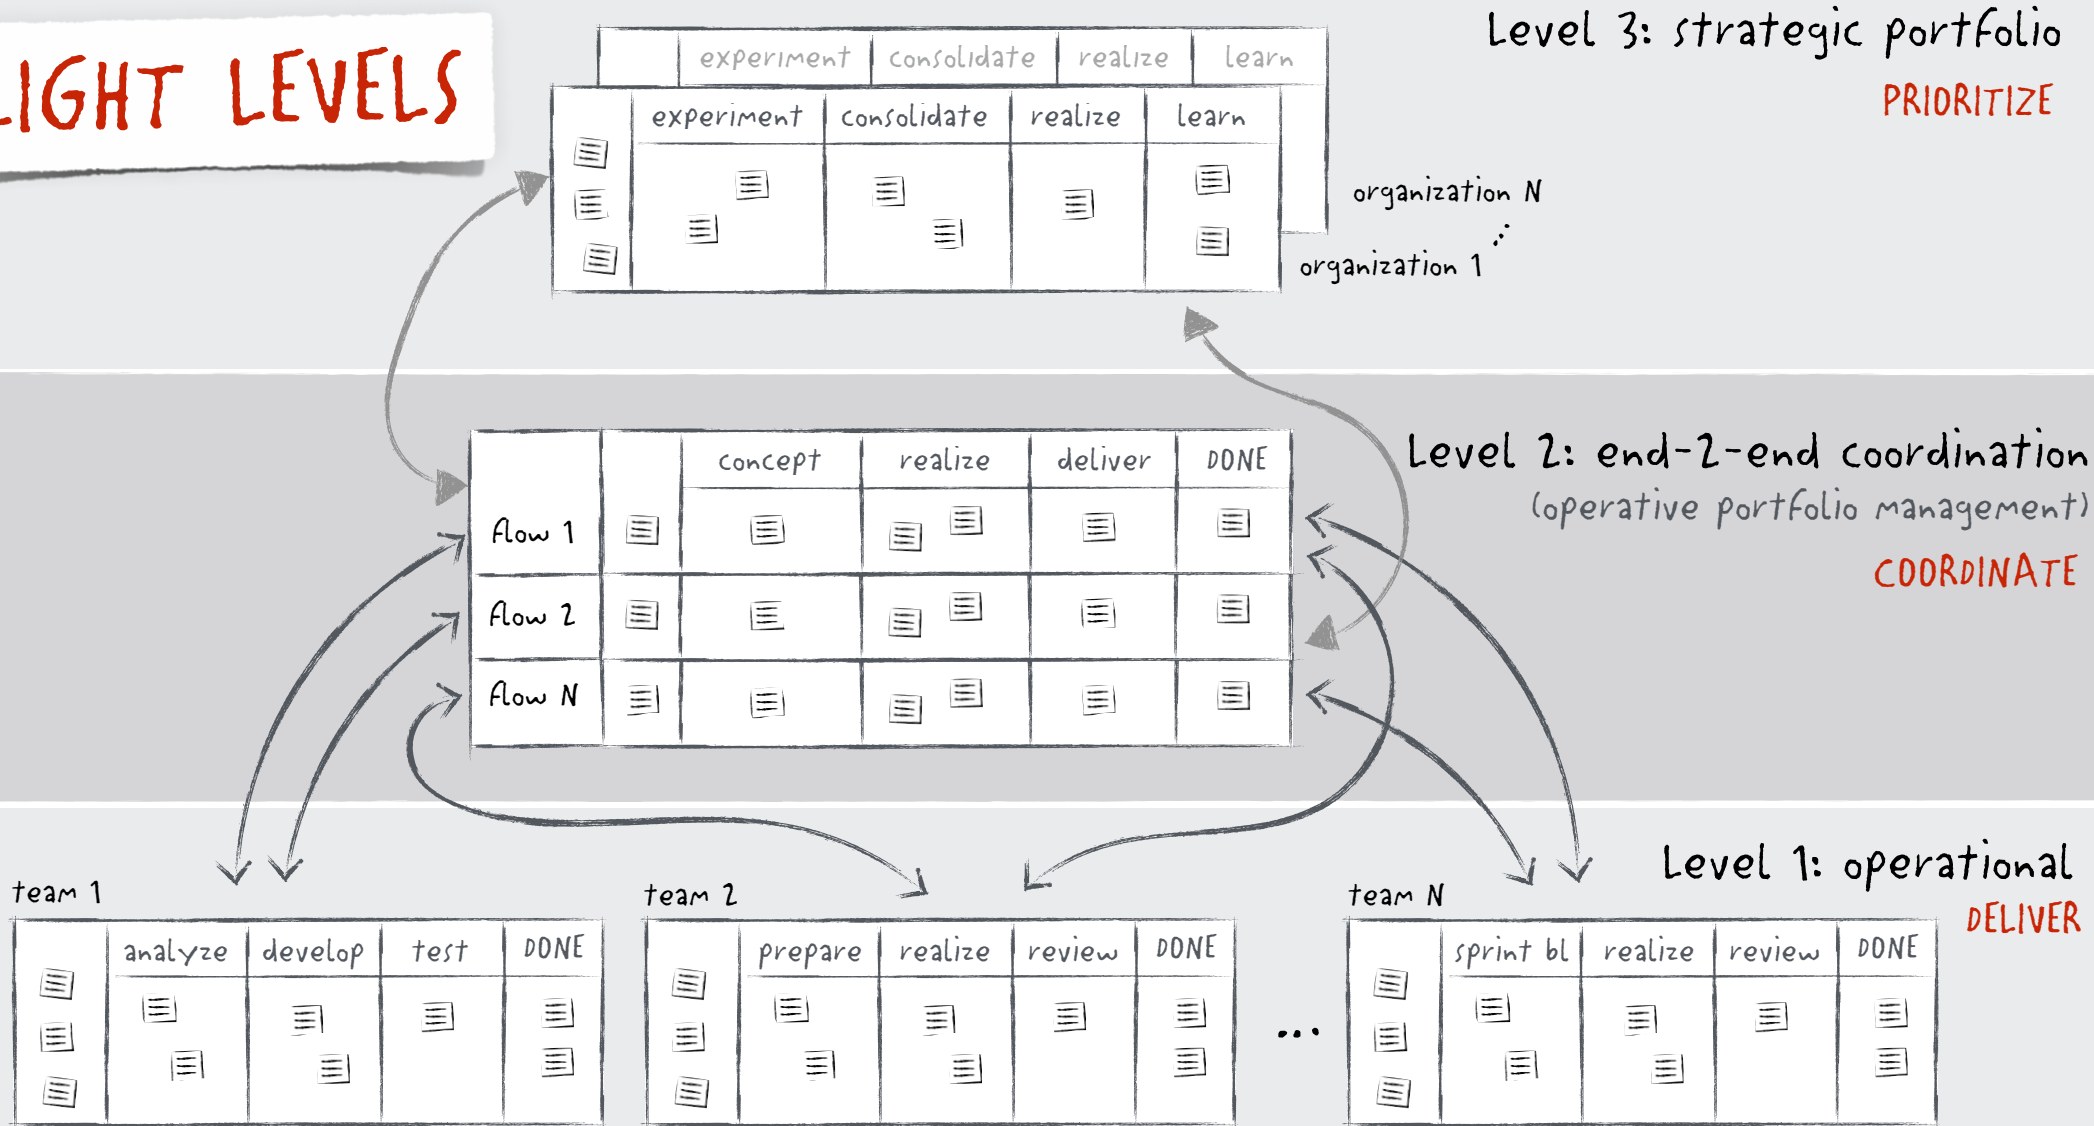 LIGHT LEVELS
Level 3: strategic portfolio
PRIORITIZE
experiment consolidate realize learn
experiment consolidate realize learn
organization N
...
organization 1
Level 2: end-2-end coordination
(operative portfolio management)
COORDINATE
concept realize deliver DONE
flow 1
flow 2
flow N
Level 1: operational
DELIVER
team 1
analyze develop test DONE
team 2
prepare realize review DONE
...
team N
sprint bl realize review DONE